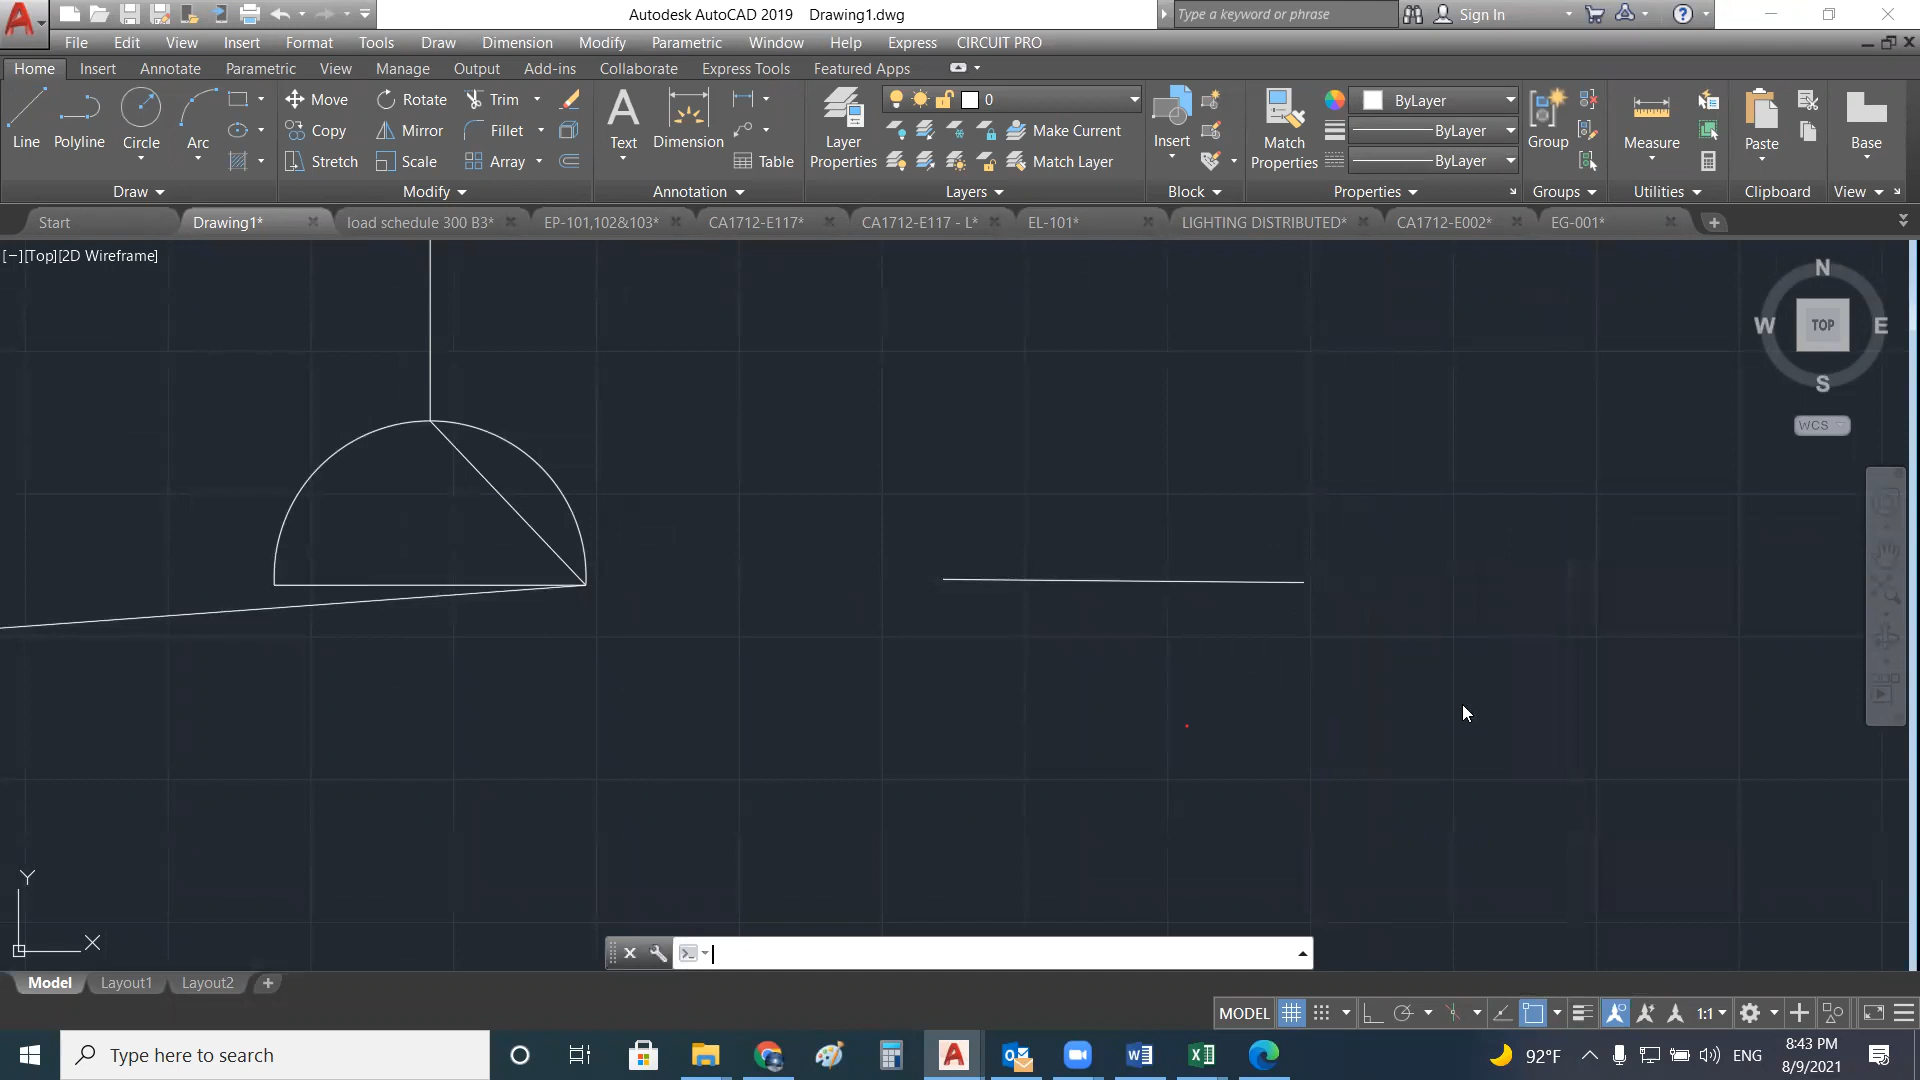 Autodesk AutoCAD 2019 Drawing1.dwg
Type a keyword or phrase
Sign In
File Edit View Insert Format Tools Draw Dimension Modify Parametric Window Help Express CIRCUIT PRO
Home Insert Annotate Parametric View Manage Output Add-ins Collaborate Express Tools Featured Apps
Line Polyline Circle Arc
Move Rotate Trim
Copy Mirror Fillet
Stretch Scale Array
Text Dimension Table
Layer Properties
0
Make Current
Match Layer
Insert
Match Properties
ByLayer
ByLayer
ByLayer
Group
Measure
Paste
Base
Draw Modify Annotation Layers Block Properties Groups Utilities Clipboard View
Start Drawing1* load schedule 300 B3* EP-101,102&103* CA1712-E117* CA1712-E117 - L* EL-101* LIGHTING DISTRIBUTED* CA1712-E002* EG-001*
[−][Top][2D Wireframe]
N
W TOP E
S
WCS
Y
X
Model Layout1 Layout2
MODEL 1:1
Type here to search
92°F ENG
8:43 PM
8/9/2021